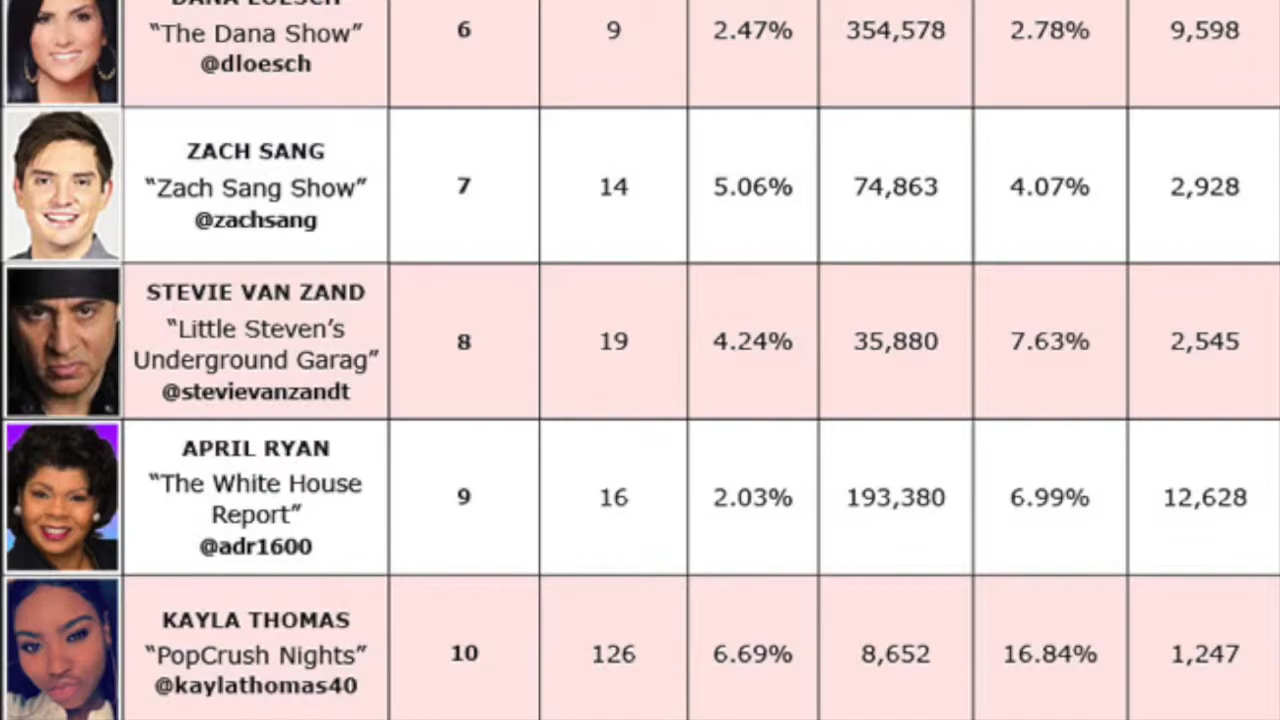 DANA LOESCH
“The Dana Show”
@dloesch
6
9
2.47%
354,578
2.78%
9,598
ZACH SANG
“Zach Sang Show”
@zachsang
7
14
5.06%
74,863
4.07%
2,928
STEVIE VAN ZAND
“Little Steven’s
Underground Garag”
@stevievanzandt
8
19
4.24%
35,880
7.63%
2,545
APRIL RYAN
“The White House
Report”
@adr1600
9
16
2.03%
193,380
6.99%
12,628
KAYLA THOMAS
“PopCrush Nights”
@kaylathomas40
10
126
6.69%
8,652
16.84%
1,247